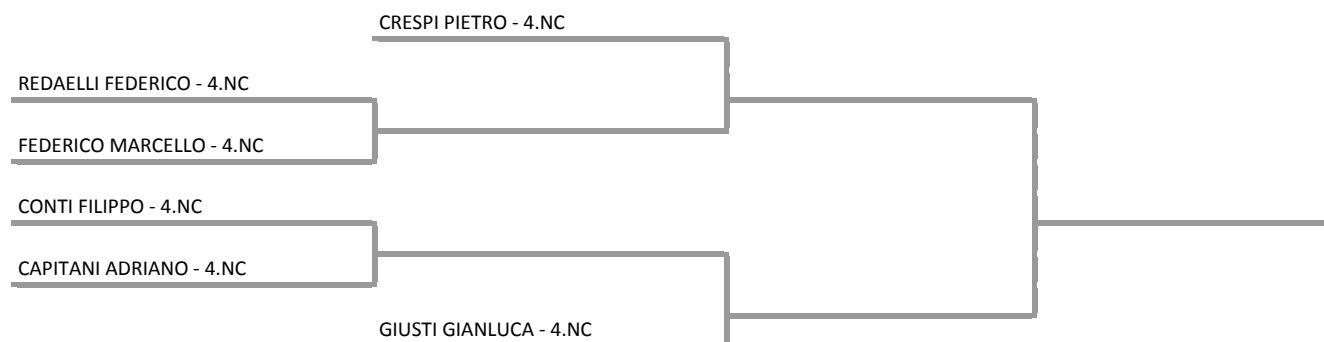 CRESPI PIETRO - 4.NC
REDAELLI FEDERICO - 4.NC
FEDERICO MARCELLO - 4.NC
CONTI FILIPPO - 4.NC
CAPITANI ADRIANO - 4.NC
GIUSTI GIANLUCA - 4.NC